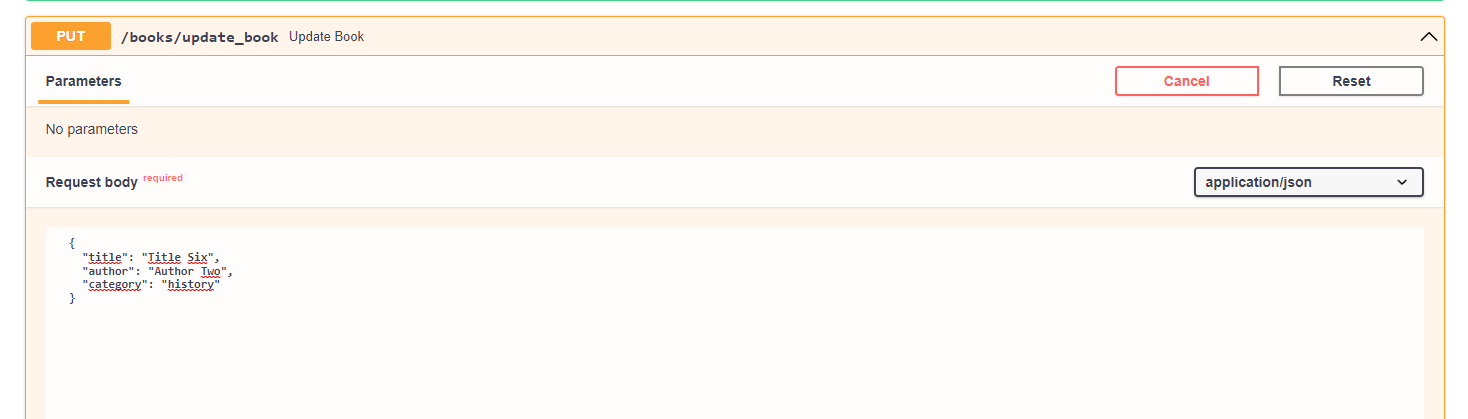 PUT /books/update_book Update Book
Parameters Cancel Reset
No parameters
Request body required application/json
{
"title": "Title Six",
"author": "Author Two",
"category": "history"
}